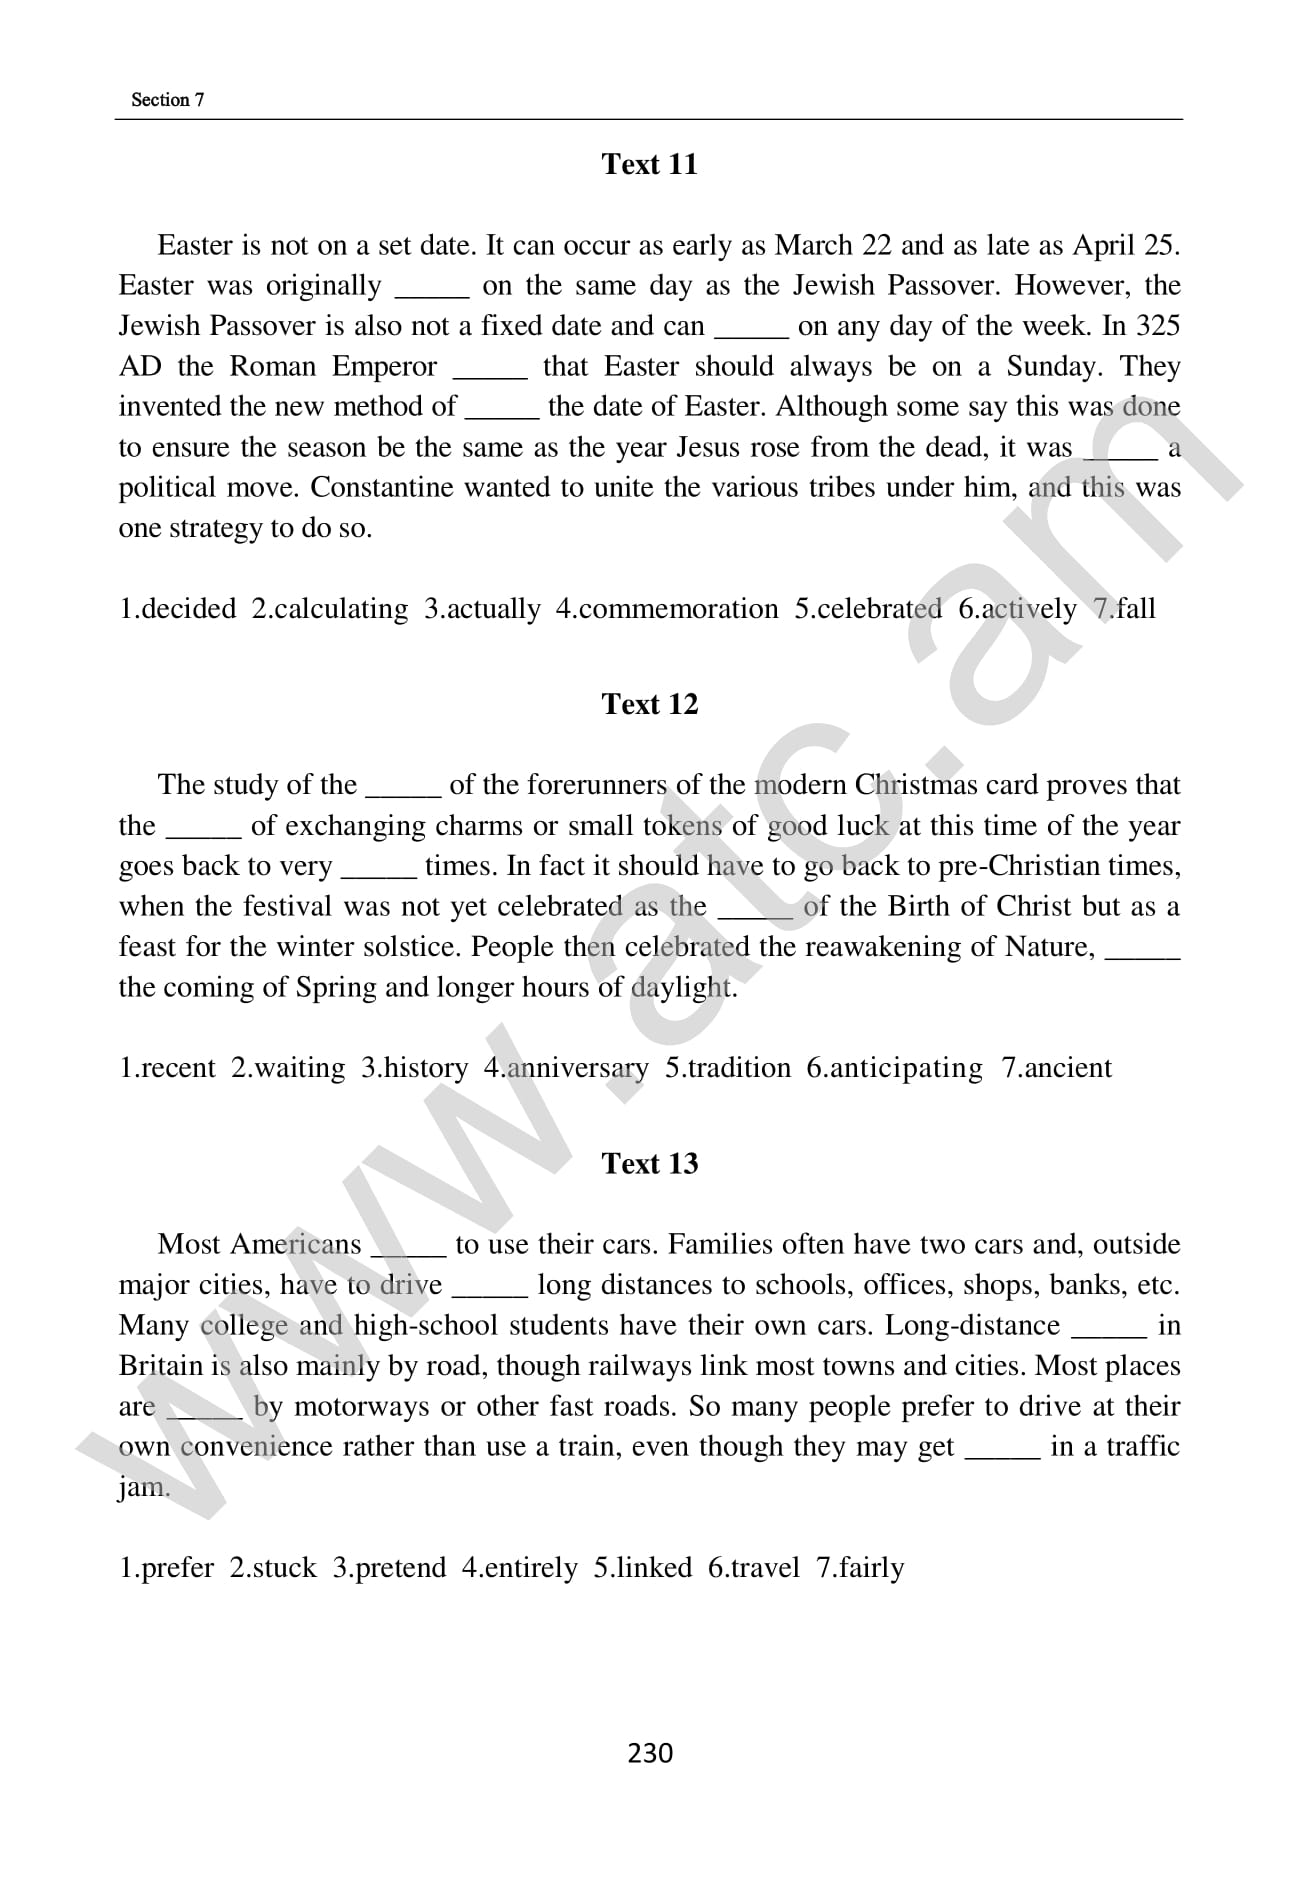 Section 7
Text 11
Easter is not on a set date. It can occur as early as March 22 and as late as April 25.
Easter was originally _____ on the same day as the Jewish Passover. However, the
Jewish Passover is also not a fixed date and can _____ on any day of the week. In 325
AD the Roman Emperor _____ that Easter should always be on a Sunday. They
invented the new method of _____ the date of Easter. Although some say this was done
to ensure the season be the same as the year Jesus rose from the dead, it was _____ a
political move. Constantine wanted to unite the various tribes under him, and this was
one strategy to do so.
1.decided 2.calculating 3.actually 4.commemoration 5.celebrated 6.actively 7.fall
Text 12
The study of the _____ of the forerunners of the modern Christmas card proves that
the _____ of exchanging charms or small tokens of good luck at this time of the year
goes back to very _____ times. In fact it should have to go back to pre-Christian times,
when the festival was not yet celebrated as the _____ of the Birth of Christ but as a
feast for the winter solstice. People then celebrated the reawakening of Nature, _____
the coming of Spring and longer hours of daylight.
1.recent 2.waiting 3.history 4.anniversary 5.tradition 6.anticipating 7.ancient
Text 13
Most Americans _____ to use their cars. Families often have two cars and, outside
major cities, have to drive _____ long distances to schools, offices, shops, banks, etc.
Many college and high-school students have their own cars. Long-distance _____ in
Britain is also mainly by road, though railways link most towns and cities. Most places
are _____ by motorways or other fast roads. So many people prefer to drive at their
own convenience rather than use a train, even though they may get _____ in a traffic
jam.
1.prefer 2.stuck 3.pretend 4.entirely 5.linked 6.travel 7.fairly
230
www.atc.am